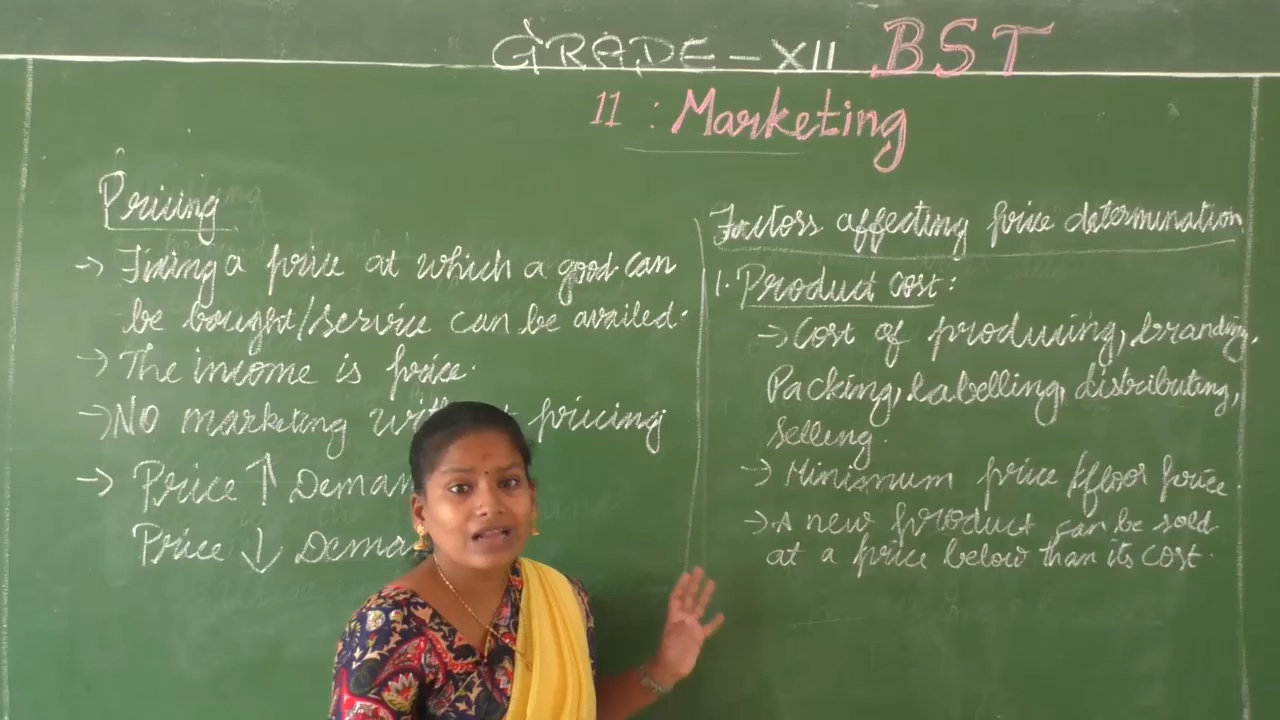 GRADE-XII BST
11 : Marketing
Pricing
→ Fixing a price at which a good can
be bought/service can be availed.
→ The income is price.
→ No marketing pricing
→ Price ↑
Price ↓
Factors affecting price determination
1. Product cost:
→ Cost of producing, branding,
Packing, Labelling, distributing,
selling.
→ Minimum price / floor price.
→ A new product can be sold
at a price below than its cost.